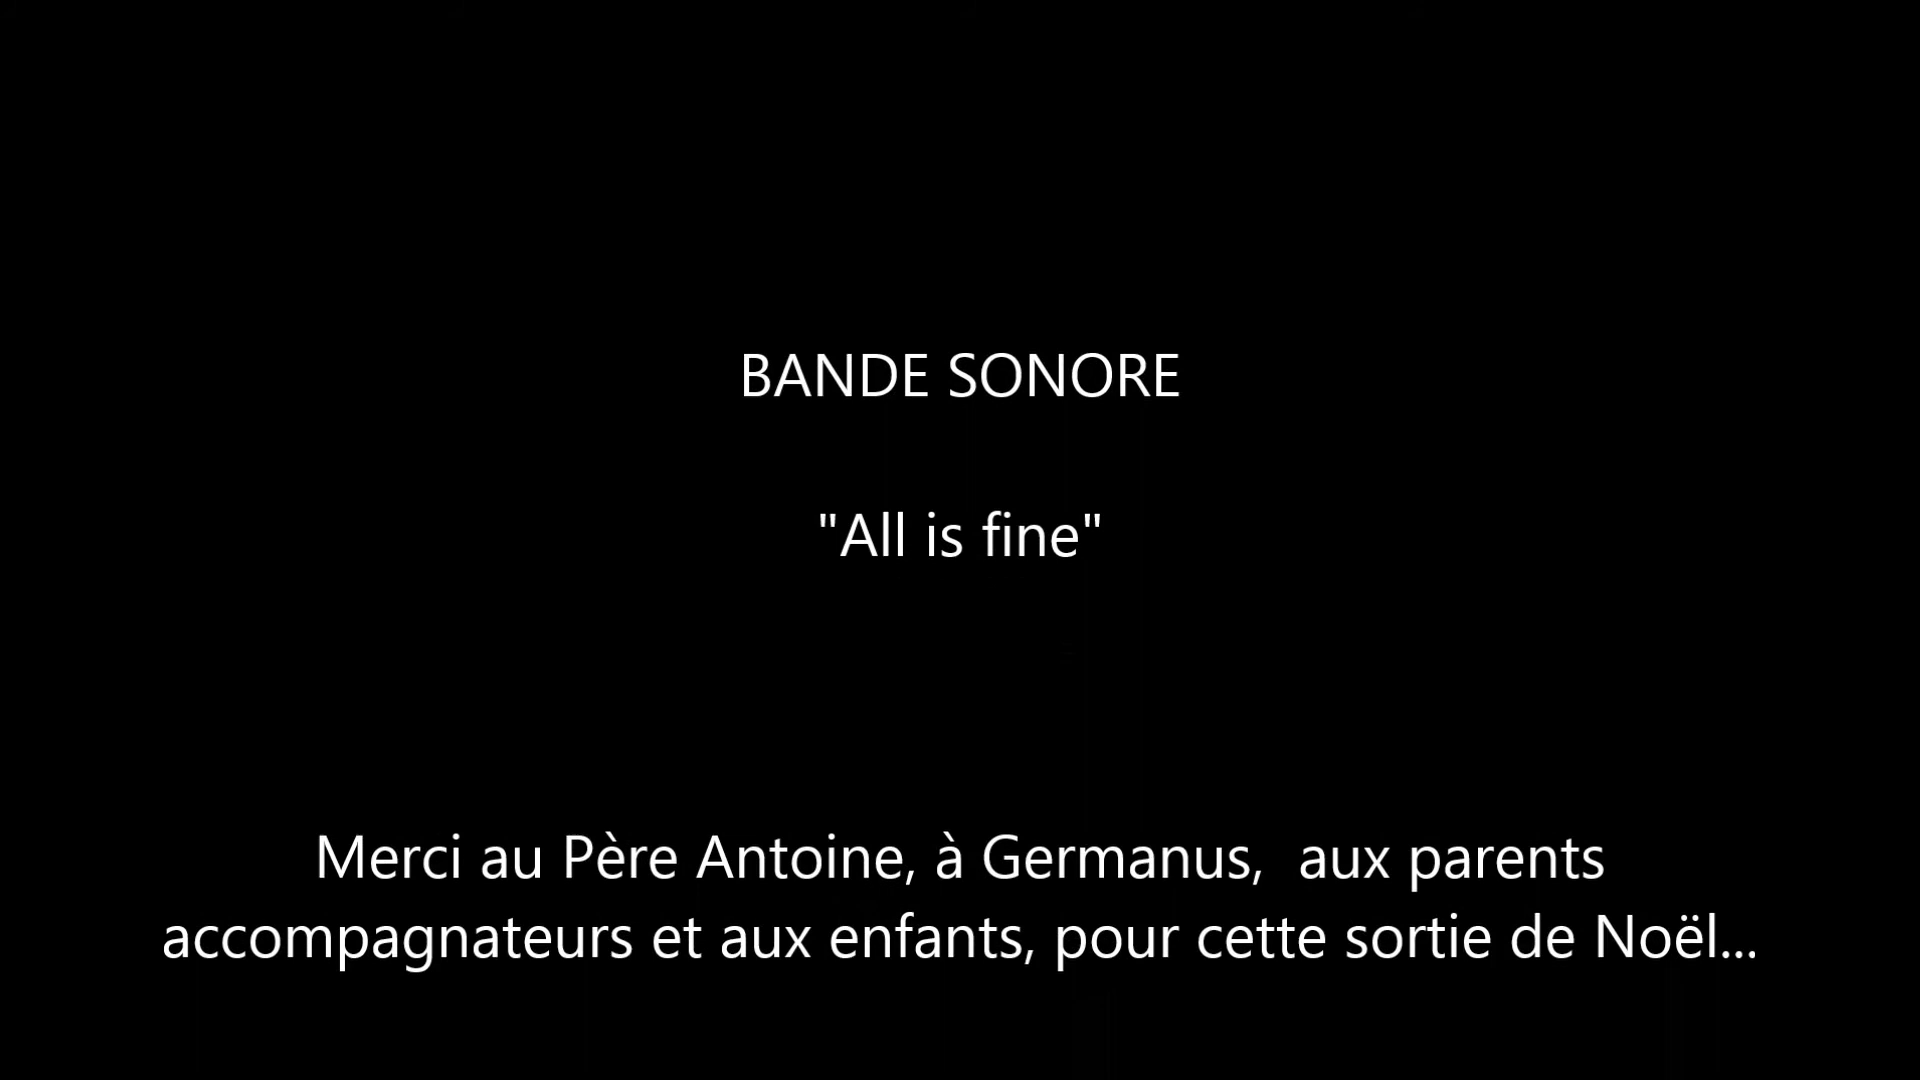 BANDE SONORE
"All is fine"
Merci au Père Antoine, à Germanus,  aux parents
accompagnateurs et aux enfants, pour cette sortie de Noël...